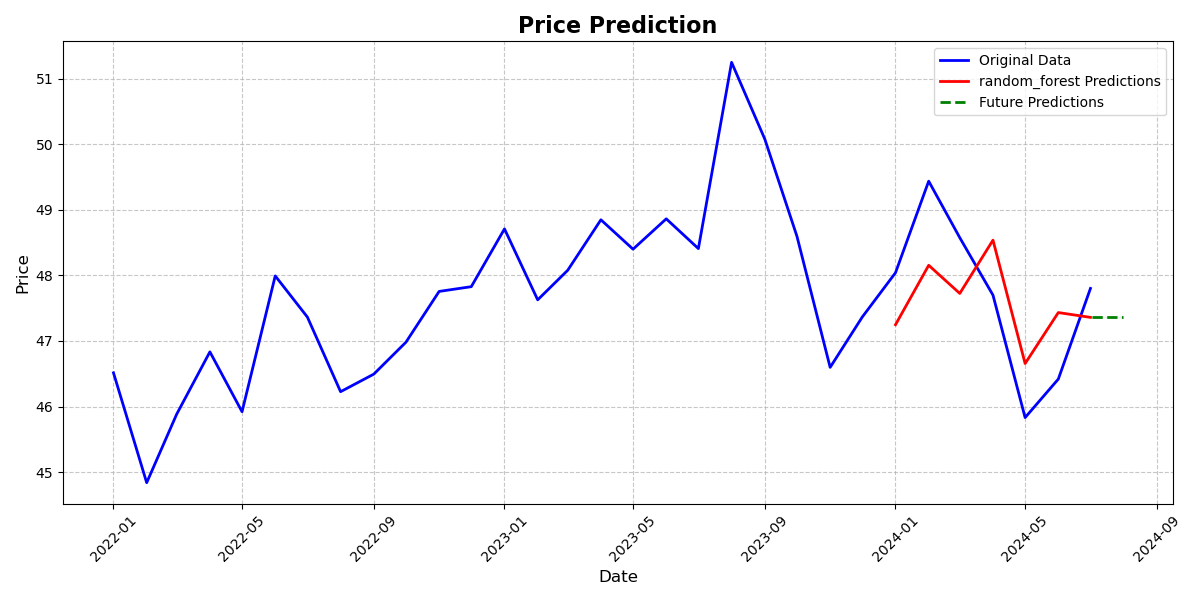 Price Prediction
Original Data
random_forest Predictions
Future Predictions
Price
51
50
49
48
47
46
45
2022-01
2022-05
2022-09
2023-01
2023-05
2023-09
2024-01
2024-05
2024-09
Date